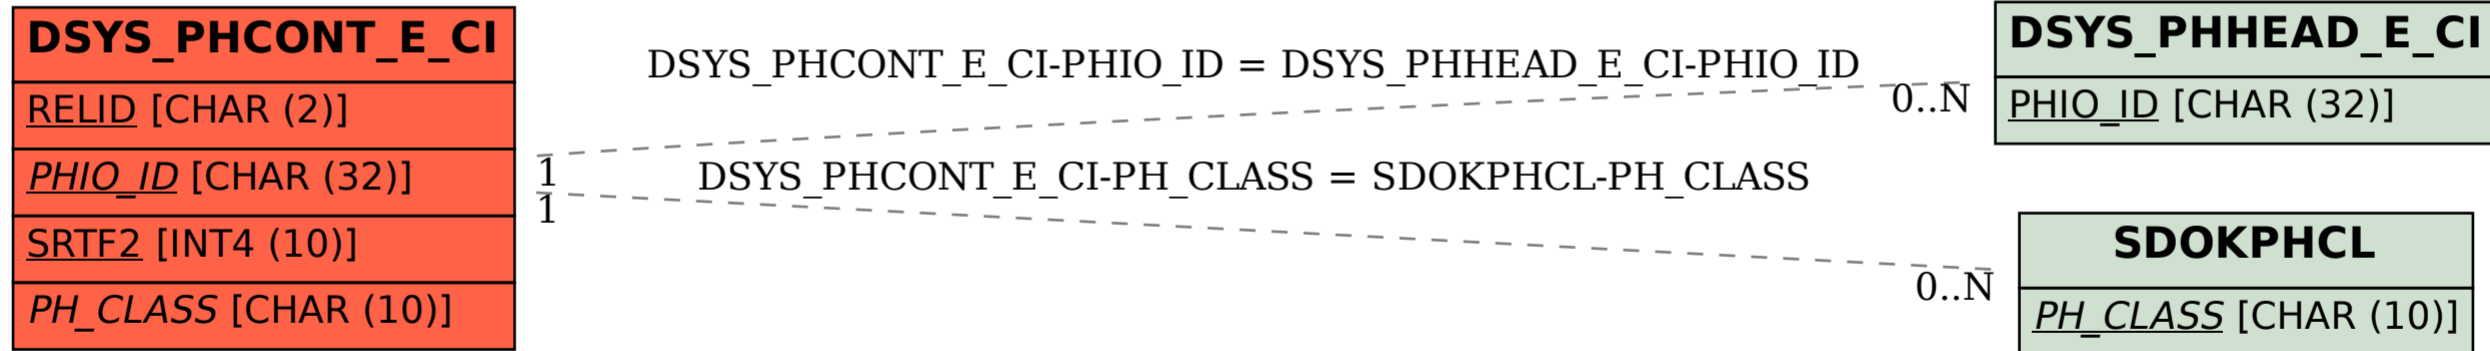 DSYS_PHCONT_E_CI
RELID [CHAR (2)]
PHIO_ID [CHAR (32)]
SRTF2 [INT4 (10)]
PH_CLASS [CHAR (10)]
DSYS_PHCONT_E_CI-PHIO_ID = DSYS_PHHEAD_E_CI-PHIO_ID
0..N
1
DSYS_PHCONT_E_CI-PH_CLASS = SDOKPHCL-PH_CLASS
1
0..N
DSYS_PHHEAD_E_CI
PHIO_ID [CHAR (32)]
SDOKPHCL
PH_CLASS [CHAR (10)]